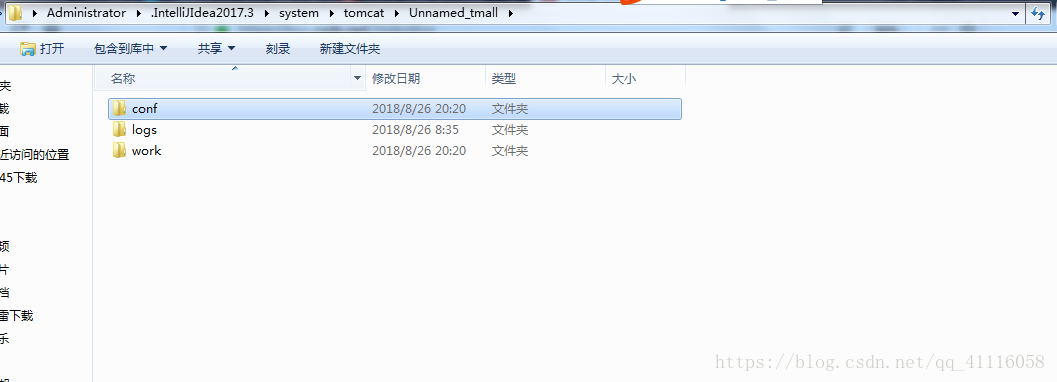 Administrator .IntelliJIdea2017.3 system tomcat Unnamed_tmall
打开 包含到库中 共享 刻录 新建文件夹
名称 修改日期 类型 大小
夹
conf 2018/8/26 20:20 文件夹
载
logs 2018/8/26 8:35 文件夹
面
work 2018/8/26 20:20 文件夹
近访问的位置
45下载
频
片
档
雷下载
乐
https://blog.csdn.net/qq_41116058